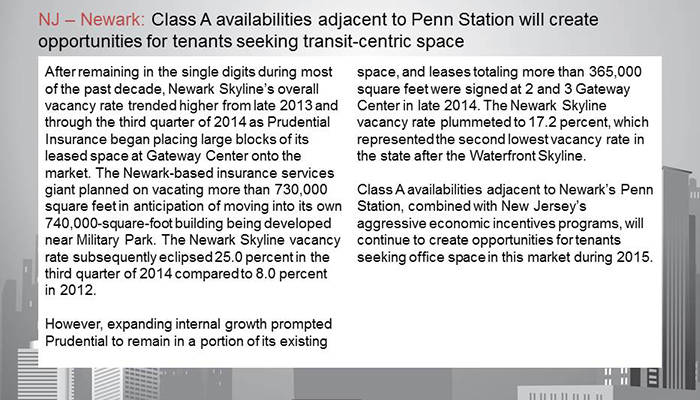 NJ – Newark: Class A availabilities adjacent to Penn Station will create
opportunities for tenants seeking transit-centric space
After remaining in the single digits during most
of the past decade, Newark Skyline's overall
vacancy rate trended higher from late 2013 and
through the third quarter of 2014 as Prudential
Insurance began placing large blocks of its
leased space at Gateway Center onto the
market. The Newark-based insurance services
giant planned on vacating more than 730,000
square feet in anticipation of moving into its own
740,000-square-foot building being developed
near Military Park. The Newark Skyline vacancy
rate subsequently eclipsed 25.0 percent in the
third quarter of 2014 compared to 8.0 percent
in 2012.
However, expanding internal growth prompted
Prudential to remain in a portion of its existing
space, and leases totaling more than 365,000
square feet were signed at 2 and 3 Gateway
Center in late 2014. The Newark Skyline
vacancy rate plummeted to 17.2 percent, which
represented the second lowest vacancy rate in
the state after the Waterfront Skyline.
Class A availabilities adjacent to Newark's Penn
Station, combined with New Jersey's
aggressive economic incentives programs, will
continue to create opportunities for tenants
seeking office space in this market during 2015.